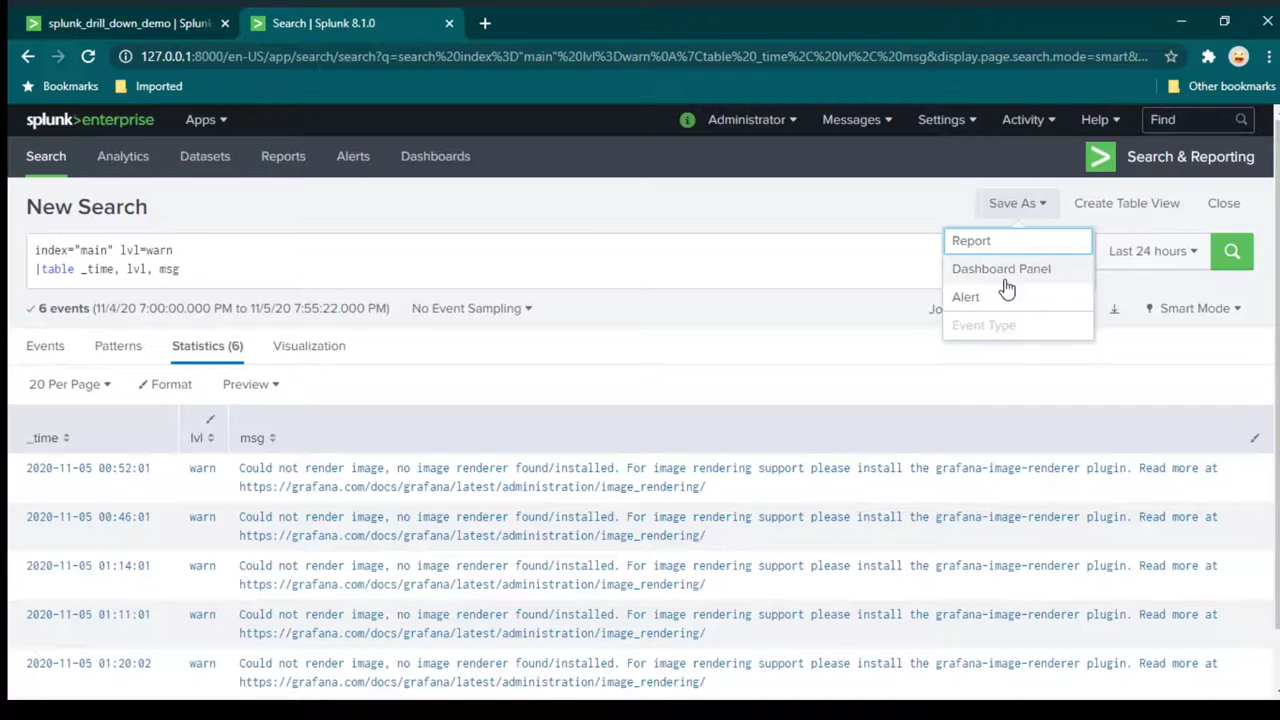 splunk_drill_down_demo | Splunk
Search | Splunk 8.1.0
127.0.0.1:8000/en-US/app/search/search?q=search%20index%3D"main"%20lvl%3Dwarn%0A%7Ctable%20_time%2C%20lvl%2C%20msg&display.page.search.mode=smart&...
Bookmarks
Imported
Other bookmarks
splunk>enterprise
Apps
Administrator
Messages
Settings
Activity
Help
Find
Search
Analytics
Datasets
Reports
Alerts
Dashboards
Search & Reporting
New Search
Save As
Create Table View
Close
Report
Dashboard Panel
Alert
Event Type
index="main" lvl=warn
|table _time, lvl, msg
Last 24 hours
6 events (11/4/20 7:00:00.000 PM to 11/5/20 7:55:22.000 PM)
No Event Sampling
Jo
Smart Mode
Events
Patterns
Statistics (6)
Visualization
20 Per Page
Format
Preview
_time
lvl
msg
2020-11-05 00:52:01 warn Could not render image, no image renderer found/installed. For image rendering support please install the grafana-image-renderer plugin. Read more at
https://grafana.com/docs/grafana/latest/administration/image_rendering/
2020-11-05 00:46:01 warn Could not render image, no image renderer found/installed. For image rendering support please install the grafana-image-renderer plugin. Read more at
https://grafana.com/docs/grafana/latest/administration/image_rendering/
2020-11-05 01:14:01 warn Could not render image, no image renderer found/installed. For image rendering support please install the grafana-image-renderer plugin. Read more at
https://grafana.com/docs/grafana/latest/administration/image_rendering/
2020-11-05 01:11:01 warn Could not render image, no image renderer found/installed. For image rendering support please install the grafana-image-renderer plugin. Read more at
https://grafana.com/docs/grafana/latest/administration/image_rendering/
2020-11-05 01:20:02 warn Could not render image, no image renderer found/installed. For image rendering support please install the grafana-image-renderer plugin. Read more at
https://grafana.com/docs/grafana/latest/administration/image_rendering/